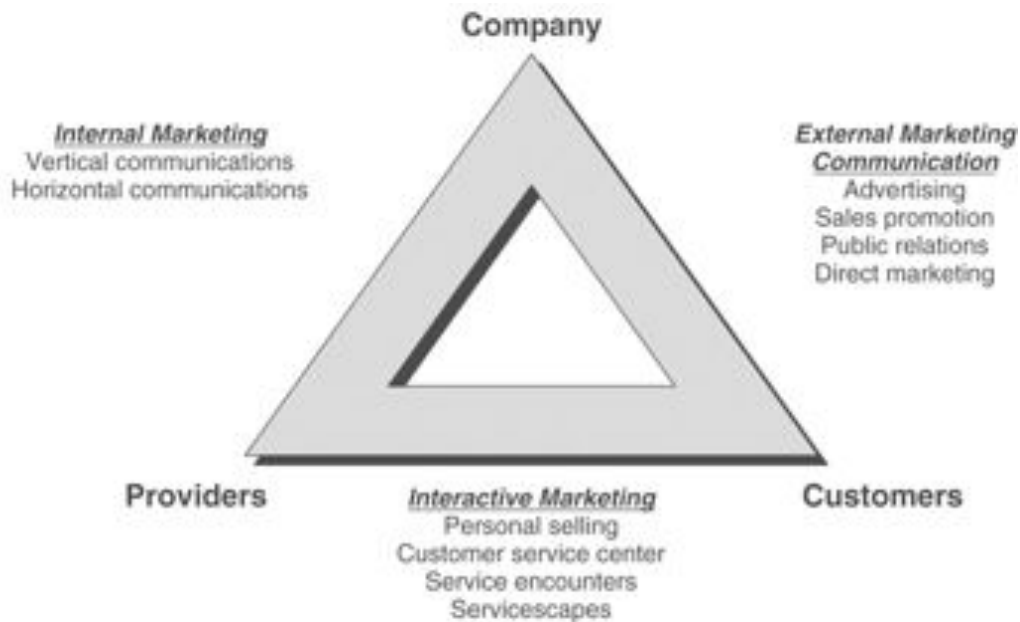 Company
Internal Marketing
Vertical communications
Horizontal communications
External Marketing
Communication
Advertising
Sales promotion
Public relations
Direct marketing
Providers
Interactive Marketing
Personal selling
Customer service center
Service encounters
Servicescapes
Customers